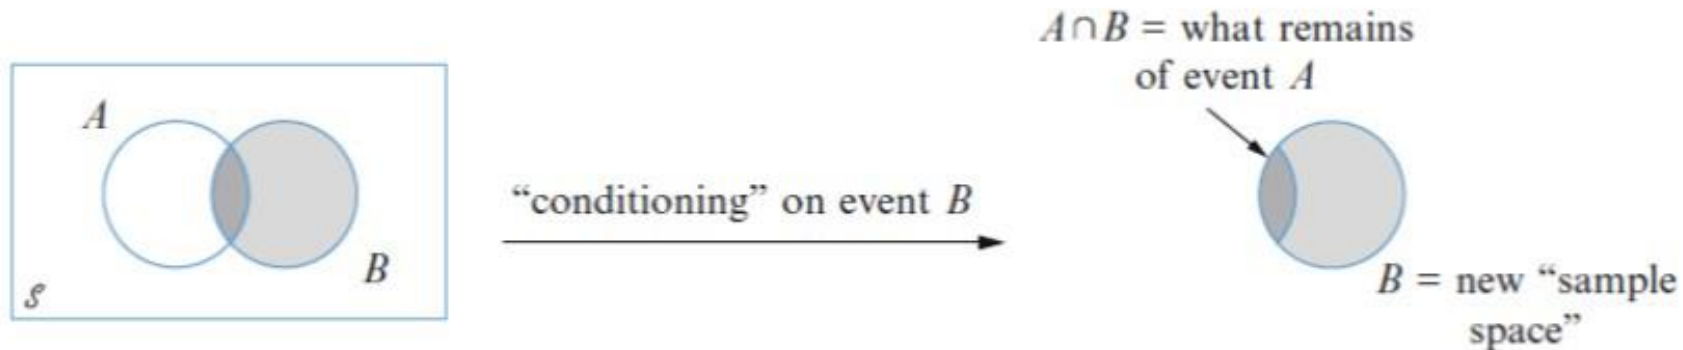 A
B
𝒮
“conditioning” on event B
A∩B = what remains
of event A
B = new “sample
space”